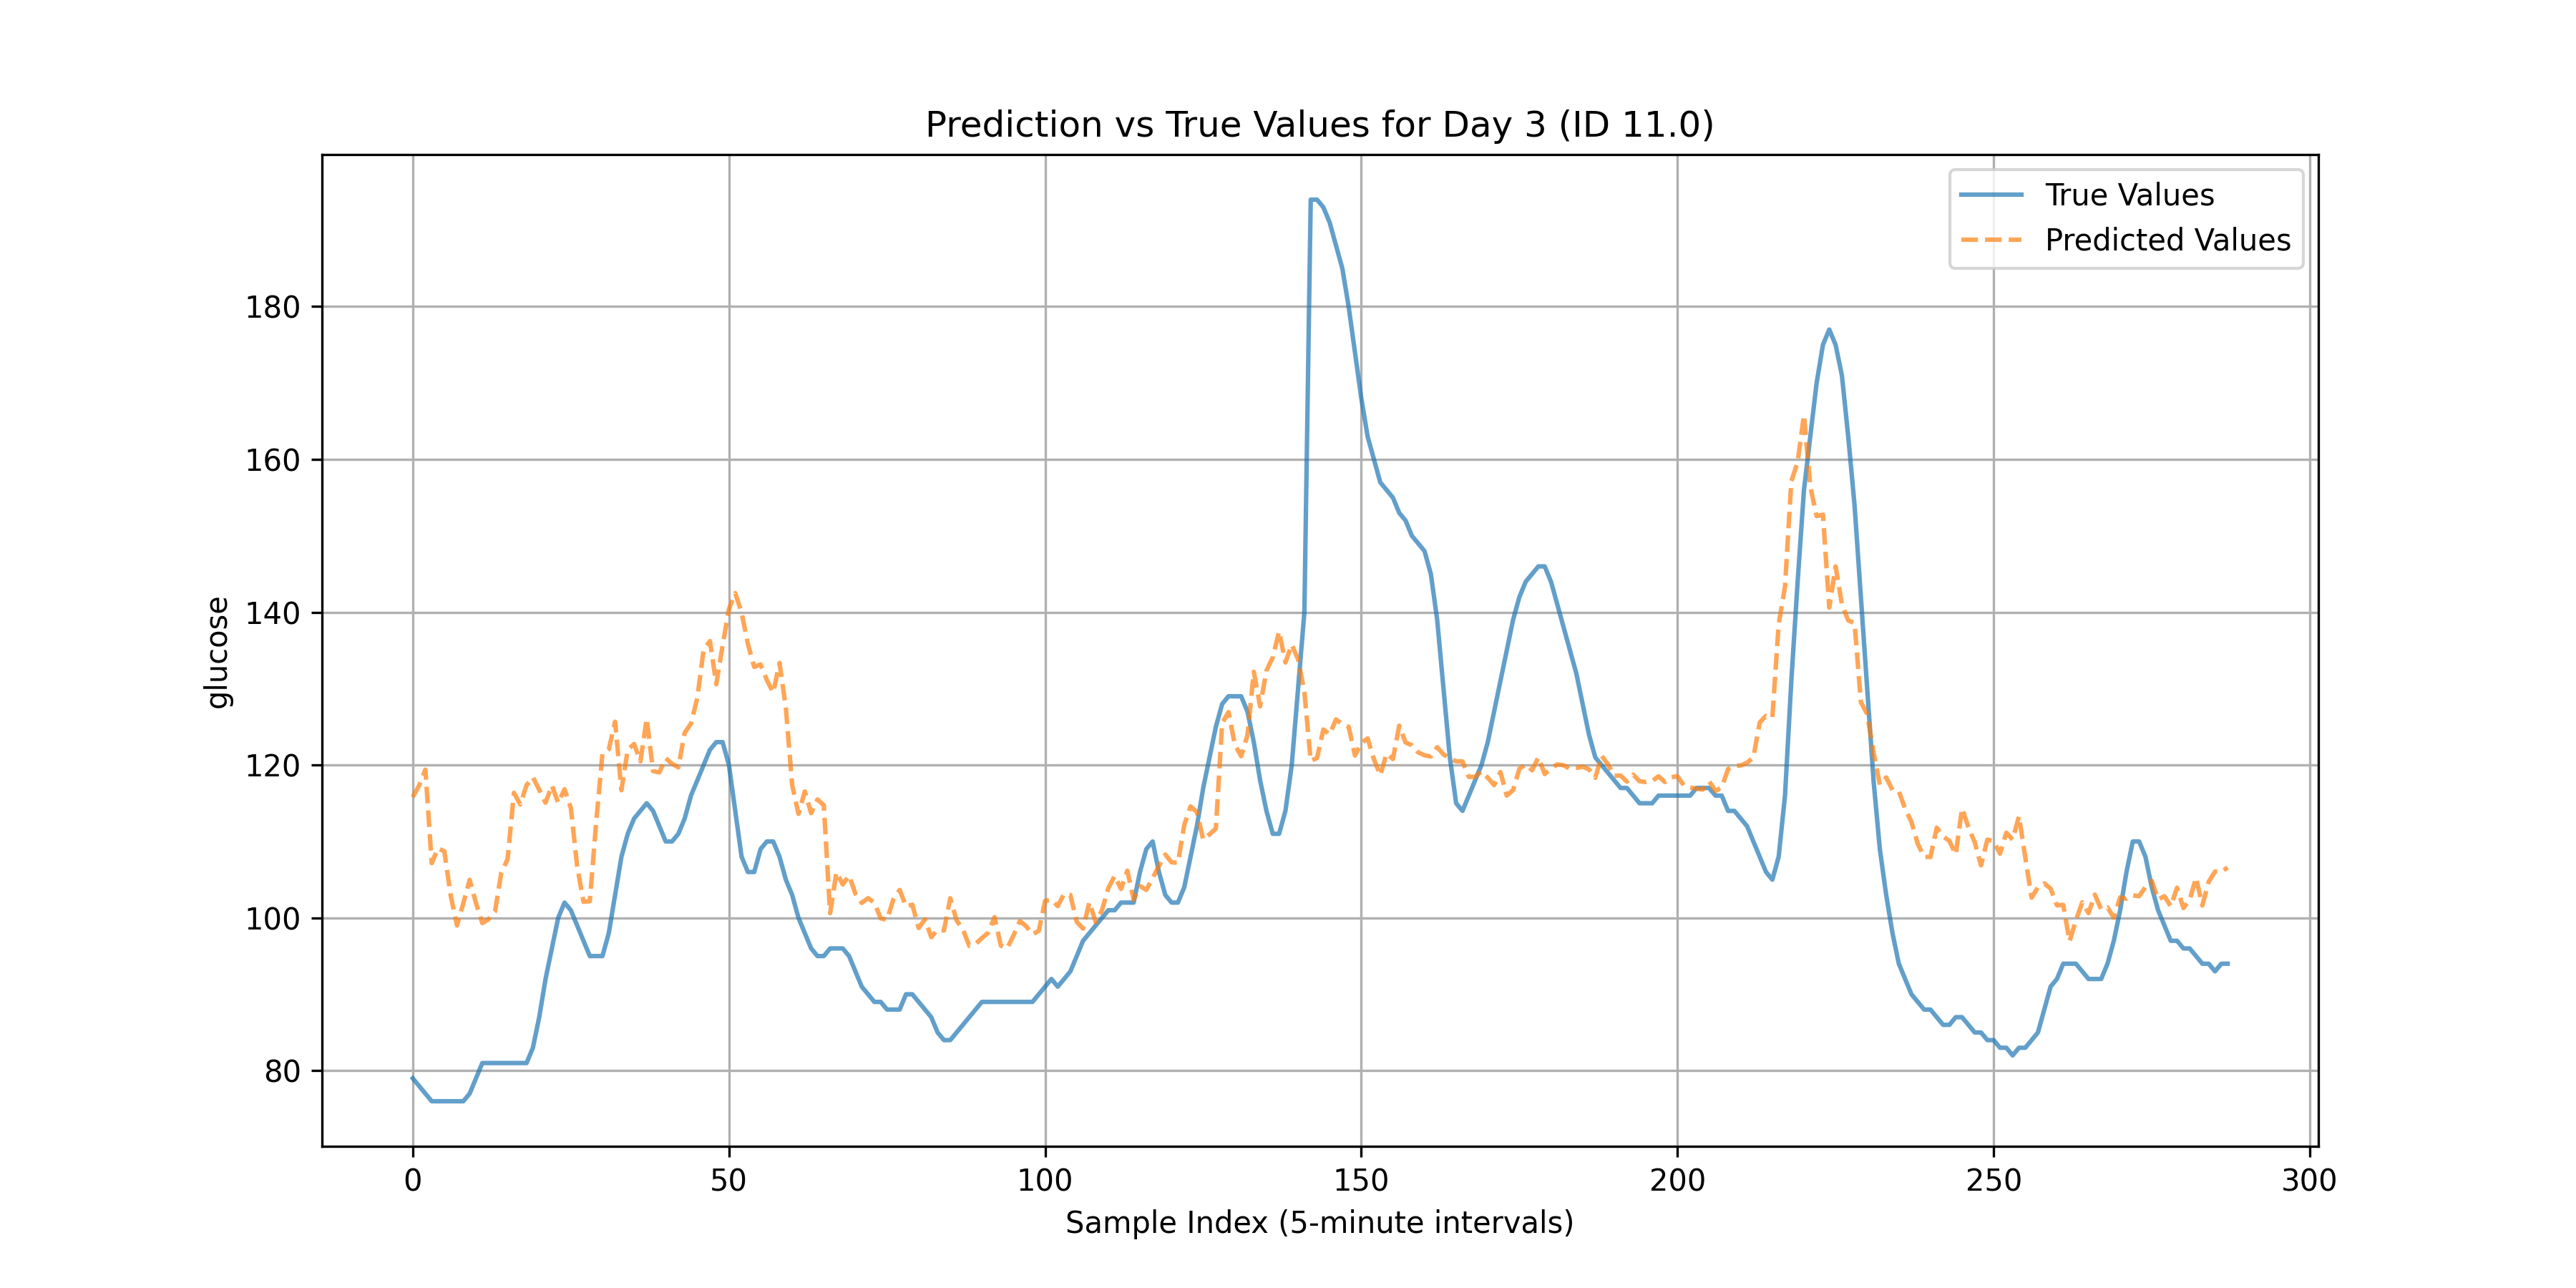 Prediction vs True Values for Day 3 (ID 11.0)
True Values
Predicted Values
glucose
180
160
140
120
100
80
0 50 100 150 200 250 300
Sample Index (5-minute intervals)